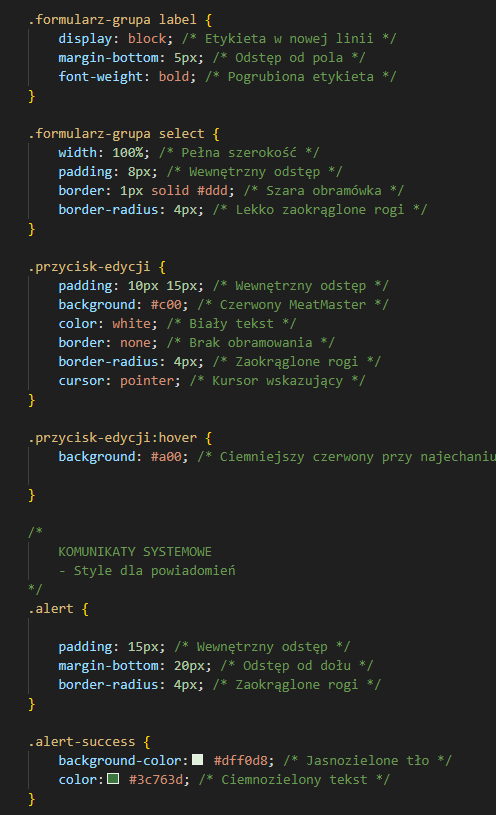 .formularz-grupa label {
display: block; /* Etykieta w nowej linii */
margin-bottom: 5px; /* Odstęp od pola */
font-weight: bold; /* Pogrubiona etykieta */
}
.formularz-grupa select {
width: 100%; /* Pełna szerokość */
padding: 8px; /* Wewnętrzny odstęp */
border: 1px solid #ddd; /* Szara obramówka */
border-radius: 4px; /* Lekko zaokrąglone rogi */
}
.przycisk-edycji {
padding: 10px 15px; /* Wewnętrzny odstęp */
background: #c00; /* Czerwony MeatMaster */
color: white; /* Biały tekst */
border: none; /* Brak obramowania */
border-radius: 4px; /* Zaokrąglone rogi */
cursor: pointer; /* Kursor wskazujący */
}
.przycisk-edycji:hover {
background: #a00; /* Ciemniejszy czerwony przy najechaniu
}
/*
KOMUNIKATY SYSTEMOWE
- Style dla powiadomień
*/
.alert {
padding: 15px; /* Wewnętrzny odstęp */
margin-bottom: 20px; /* Odstęp od dołu */
border-radius: 4px; /* Zaokrąglone rogi */
}
.alert-success {
background-color: #dff0d8; /* Jasnozielone tło */
color: #3c763d; /* Ciemnozielony tekst */
}